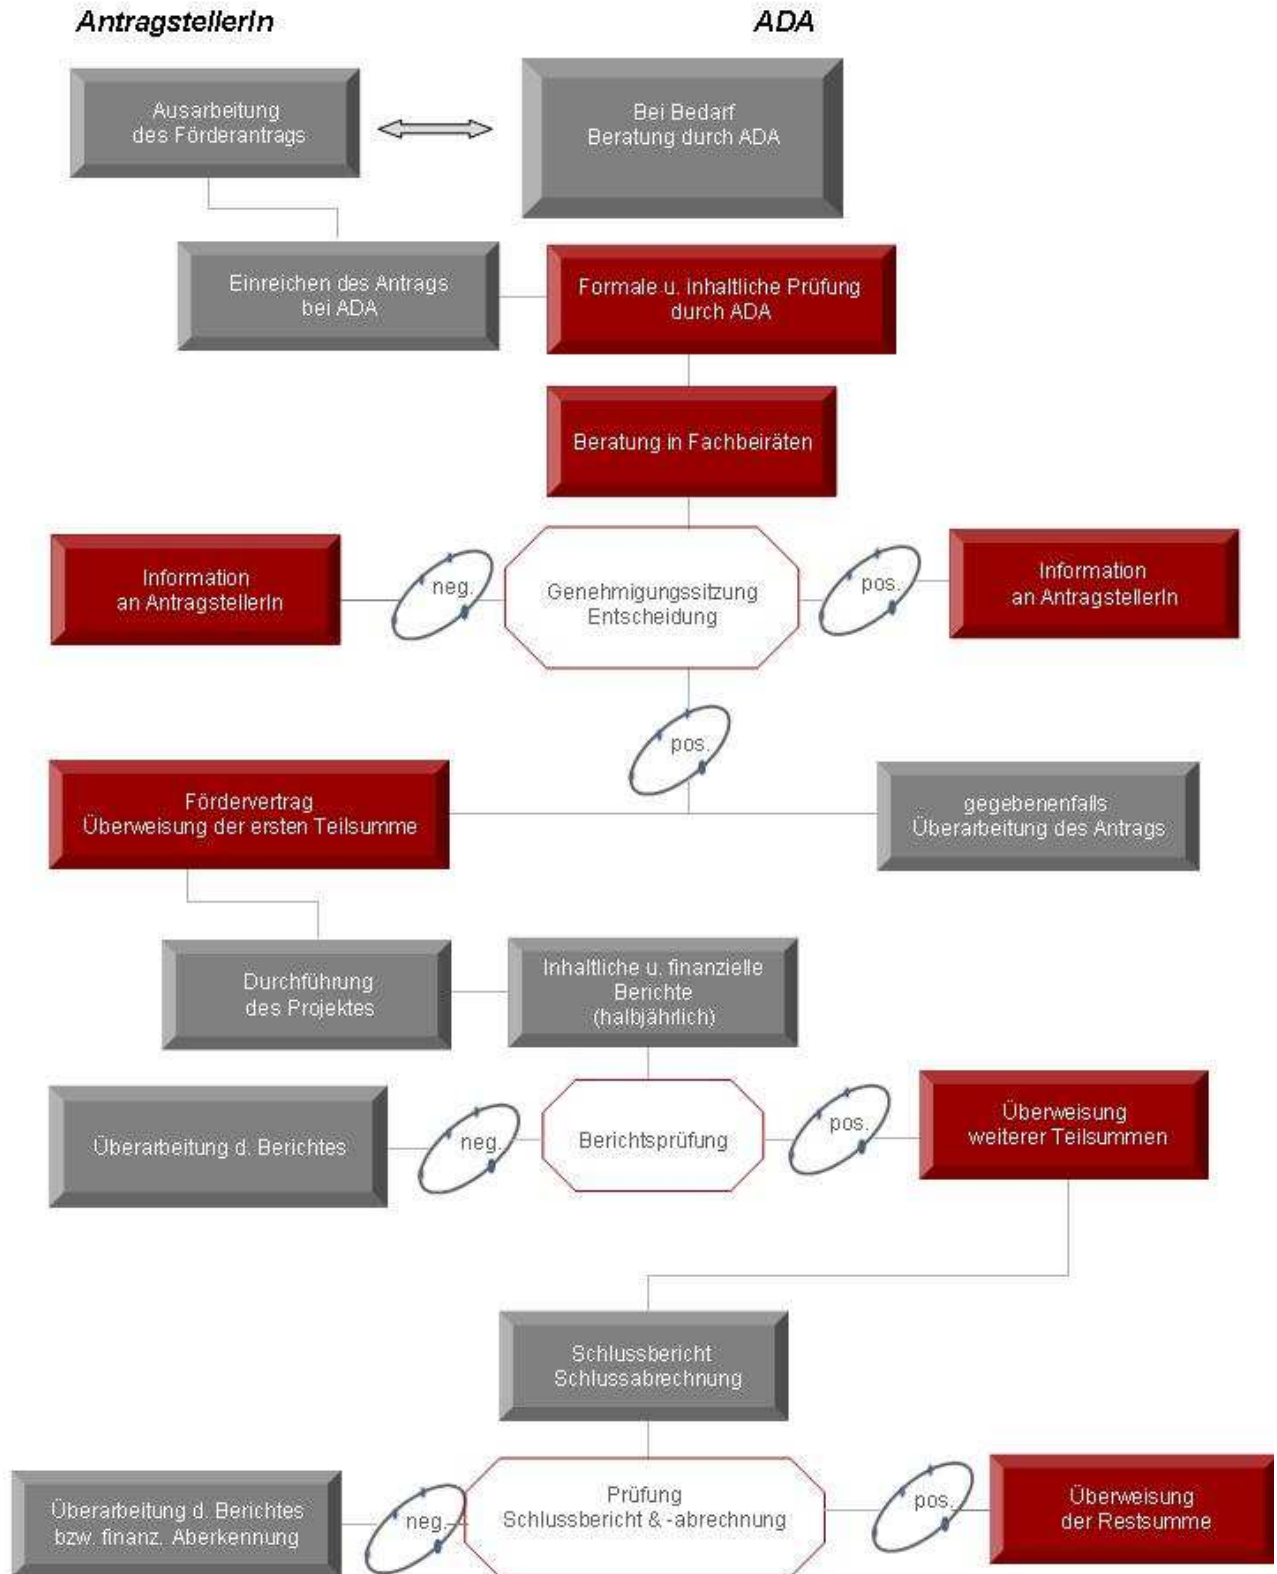 AntragstellerIn
ADA
Ausarbeitung
des Förderantrags
Bei Bedarf
Beratung durch ADA
Einreichen des Antrags
bei ADA
Formale u. inhaltliche Prüfung
durch ADA
Beratung in Fachbeiräten
Information
an AntragstellerIn
neg.
Genehmigungssitzung
Entscheidung
pos.
Information
an AntragstellerIn
pos.
Fördervertrag
Überweisung der ersten Teilsumme
gegebenenfalls
Überarbeitung des Antrags
Durchführung
des Projektes
Inhaltliche u. finanzielle
Berichte
(halbjährlich)
Überarbeitung d. Berichtes
neg.
Berichtsprüfung
pos.
Überweisung
weiterer Teilsummen
Schlussbericht
Schlussabrechnung
Überarbeitung d. Berichtes
bzw. finanz. Aberkennung
neg.
Prüfung
Schlussbericht & -abrechnung
pos.
Überweisung
der Restsumme